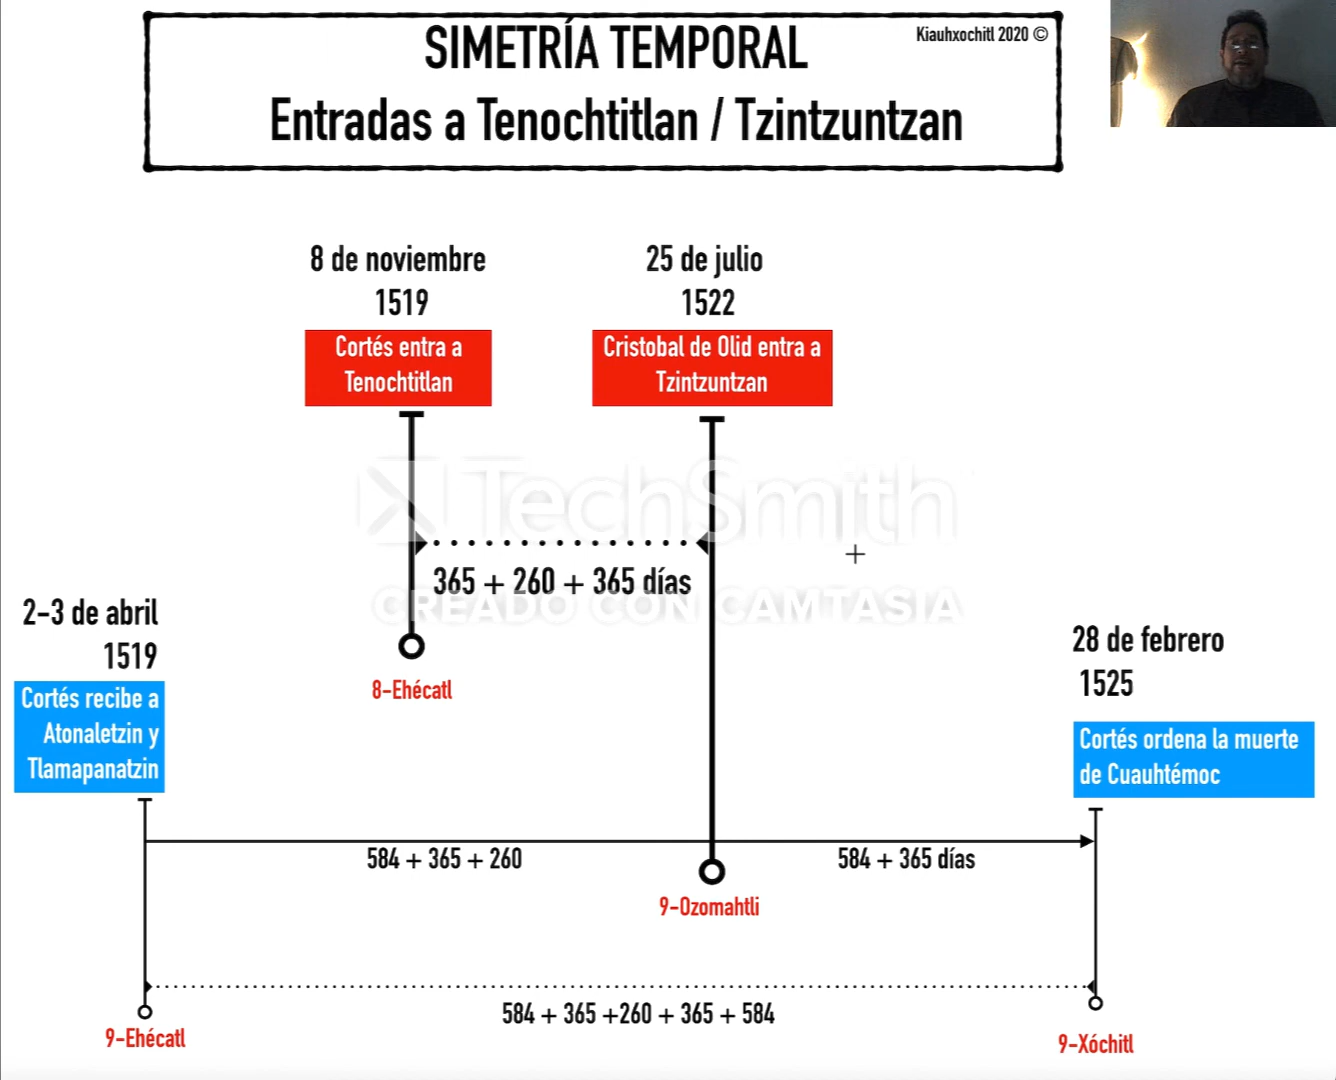 SIMETRÍA TEMPORAL
Kiauhxochitl 2020 ©
Entradas a Tenochtitlan / Tzintzuntzan
8 de noviembre
1519
Cortés entra a
Tenochtitlan
25 de julio
1522
Cristobal de Olid entra a
Tzintzuntzan
TechSmith
365 + 260 + 365 días
CREADO CON CAMTASIA
8-Ehécatl
2-3 de abril
1519
Cortés recibe a
Atonaletzin y
Tlamapanatzin
28 de febrero
1525
Cortés ordena la muerte
de Cuauhtémoc
584 + 365 + 260
584 + 365 días
9-Ozomahtli
584 + 365 +260 + 365 + 584
9-Ehécatl
9-Xóchitl